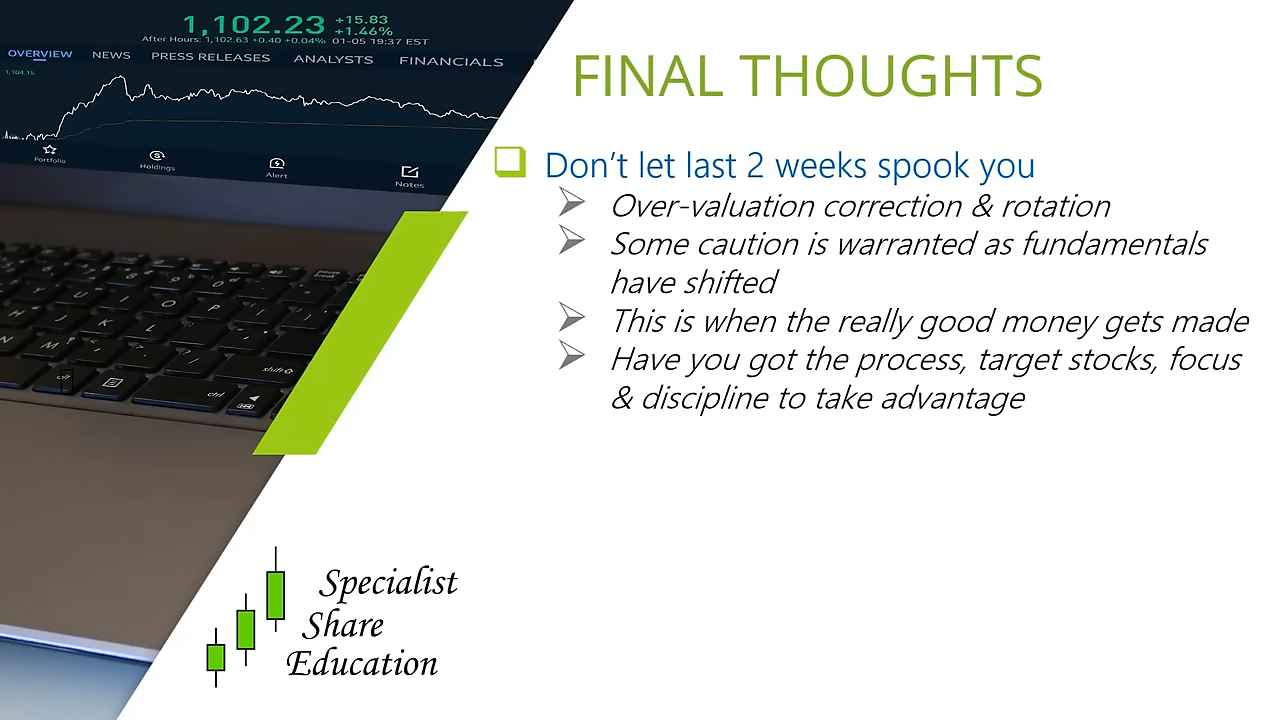 1,102.23
+15.83
+1.46%
After Hours: 1,102.63 +0.40 +0.04% 01-05 19:37 EST
OVERVIEW NEWS PRESS RELEASES ANALYSTS FINANCIALS
1,104.15
Portfolio
Holdings
Alert
Notes
FINAL THOUGHTS
Don't let last 2 weeks spook you
Over-valuation correction & rotation
Some caution is warranted as fundamentals
have shifted
This is when the really good money gets made
Have you got the process, target stocks, focus
& discipline to take advantage
Specialist
Share
Education